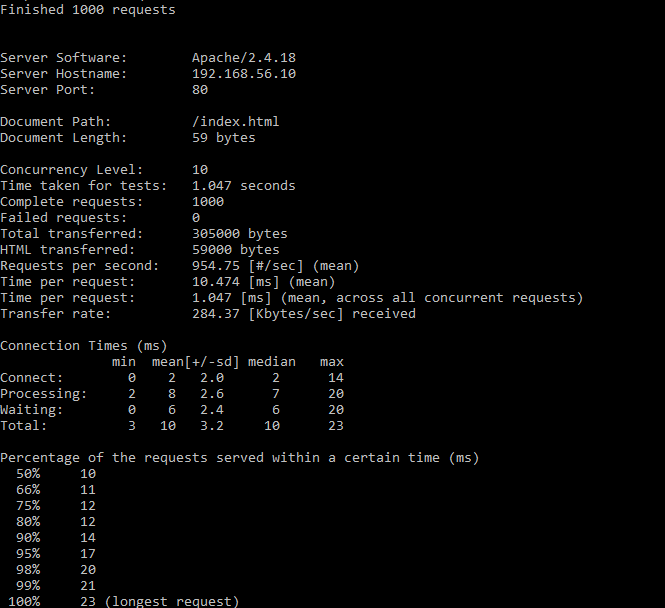 Finished 1000 requests
Server Software: Apache/2.4.18
Server Hostname: 192.168.56.10
Server Port: 80
Document Path: /index.html
Document Length: 59 bytes
Concurrency Level: 10
Time taken for tests: 1.047 seconds
Complete requests: 1000
Failed requests: 0
Total transferred: 305000 bytes
HTML transferred: 59000 bytes
Requests per second: 954.75 [#/sec] (mean)
Time per request: 10.474 [ms] (mean)
Time per request: 1.047 [ms] (mean, across all concurrent requests)
Transfer rate: 284.37 [Kbytes/sec] received
Connection Times (ms)
min mean[+/-sd] median max
Connect: 0 2 2.0 2 14
Processing: 2 8 2.6 7 20
Waiting: 0 6 2.4 6 20
Total: 3 10 3.2 10 23
Percentage of the requests served within a certain time (ms)
50% 10
66% 11
75% 12
80% 12
90% 14
95% 17
98% 20
99% 21
100% 23 (longest request)